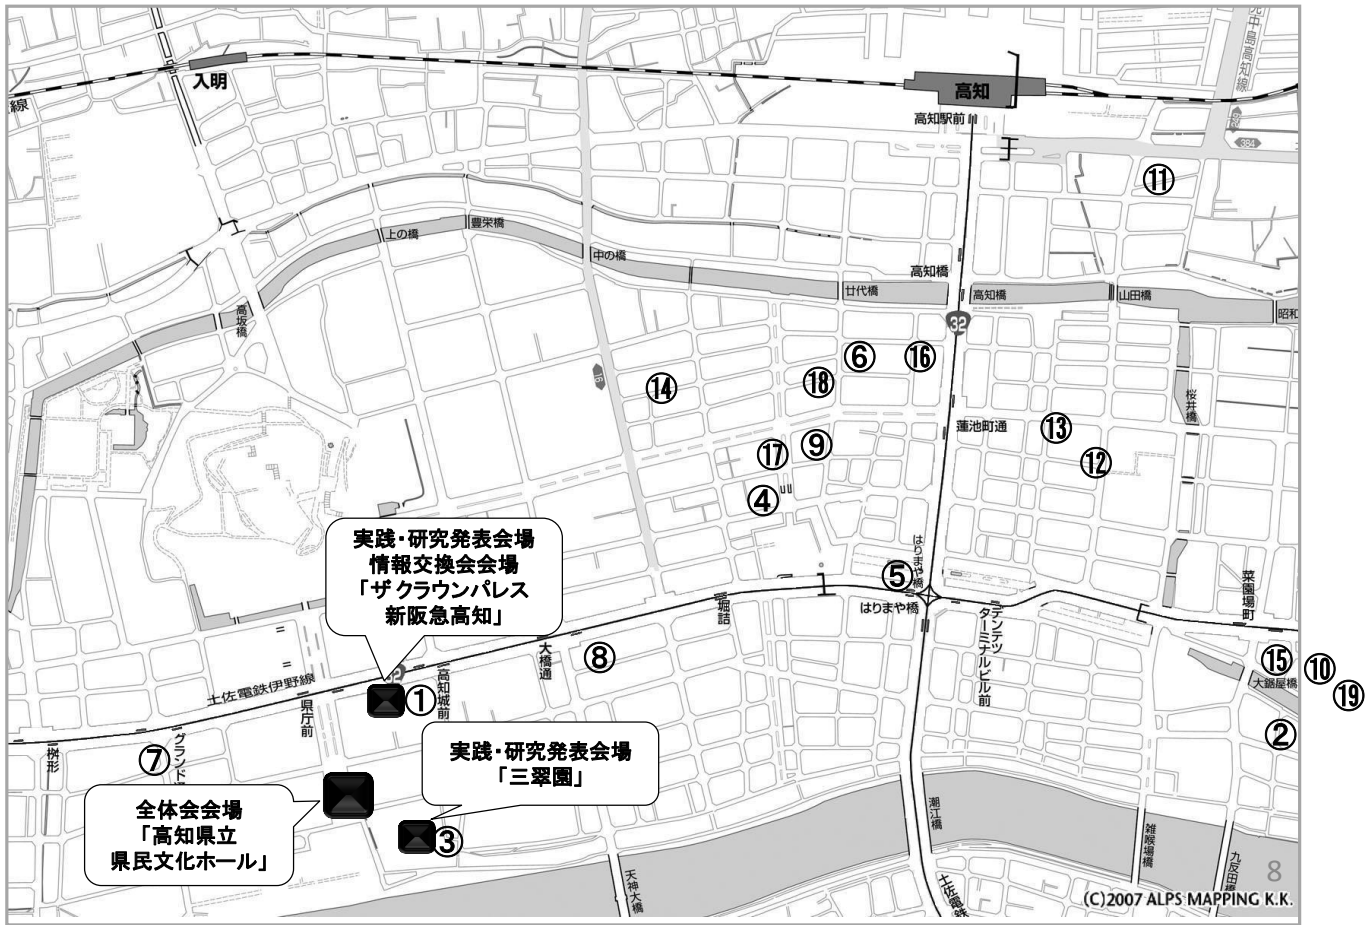 入明
線
高知
高知駅前
384
⑪
上の橋
豊栄橋
中の橋
高知橋
廿代橋
高知橋
山田橋
昭和
高坂橋
32
⑥
⑯
⑭
⑱
桜井橋
蓮池町通
⑬
⑨
⑰
⑫
④
実践・研究発表会場
情報交換会会場
「ザクラウンパレス
新阪急高知」
はりまや橋
⑤
はりまや橋
堀詰
デンテツ
ターミナルビル前
菜園場町
大橋通
⑧
⑮
⑩
大鋸屋橋
⑲
土佐電鉄伊野線
①
高知城前
県庁前
②
桝形
⑦
グランド
実践・研究発表会場
「三翠園」
全体会会場
「高知県立
県民文化ホール」
③
潮江橋
雑喉場橋
九反田橋
天神大橋
土佐電鉄
8
(C)2007 ALPS MAPPING K.K.